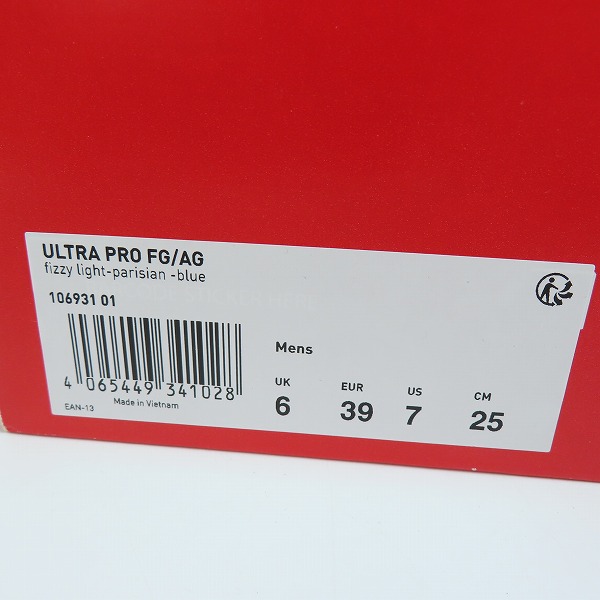 ULTRA PRO FG/AG
fizzy light-parisian -blue
106931 01
4 065449 341028
EAN-13 Made in Vietnam
Mens
UK EUR US CM
6 39 7 25